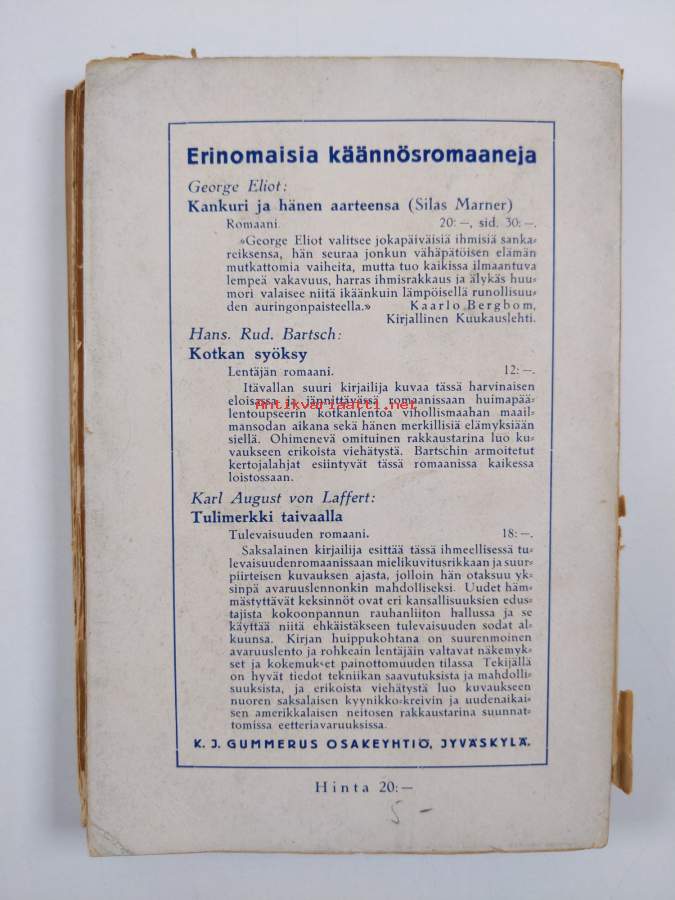 Erinomaisia käännösromaaneja
George Eliot:
Kankuri ja hänen aarteensa (Silas Marner)
Romaani. 20: —, sid. 30: —.
»George Eliot valitsee jokapäiväisiä ihmisiä sanka-
reiksensa, hän seuraa jonkun vähäpätöisen elämän
mutkattomia vaiheita, mutta tuo kaikissa ilmaantuva
lempeä vakavuus, harras ihmisrakkaus ja älykäs huu-
mori valaisee niitä ikäänkuin lämpöisellä runollisuu-
den auringonpaisteella.» Kaarlo Bergbom,
Kirjallinen Kuukauslehti.
Hans. Rud. Bartsch:
Kotkan syöksy
Lentäjän romaani. 12: —.
Itävallan suuri kirjailija kuvaa tässä harvinaisen
eloisassa ja jännittävässä romaanissaan huimapää-
Antikvariaatti.net
lentoupseerin kotkanlentoa vihollismaahan maail-
mansodan aikana sekä hänen merkillisiä elämyksiään
siellä. Ohimenevä omituinen rakkaustarina luo ku-
vaukseen erikoista viehätystä. Bartschin armoitetut
kertojalahjat esiintyvät tässä romaanissa kaikessa
loistossaan.
Karl August von Laffert:
Tulimerkki taivaalla
Tulevaisuuden romaani. 18: —.
Saksalainen kirjailija esittää tässä ihmeellisessä tu-
levaisuudenromaanissaan mielikuvitusrikkaan ja suur-
piirteisen kuvauksen ajasta, jolloin hän otaksuu yk-
sinpä avaruuslennonkin mahdolliseksi. Uudet häm-
mästyttävät keksinnöt ovat eri kansallisuuksien edus-
tajista kokoonpannun rauhanliiton hallussa ja se
käyttää niitä ehkäistäkseen tulevaisuuden sodat al-
kuunsa. Kirjan huippukohtana on suurenmoinen
avaruuslento ja rohkeain lentäjäin valtavat näkemyk-
set ja kokemukset painottomuuden tilassa Tekijällä
on hyvät tiedot tekniikan saavutuksista ja mahdolli-
suuksista, ja erikoista viehätystä luo kuvaukseen
nuoren saksalaisen kyynikko-kreivin ja uudenaikai-
sen amerikkalaisen neitosen rakkaustarina suunnat-
tomissa eetteriavaruuksissa.
K. J. GUMMERUS OSAKEYHTIÖ, JYVÄSKYLÄ.
Hinta 20: —
5 -